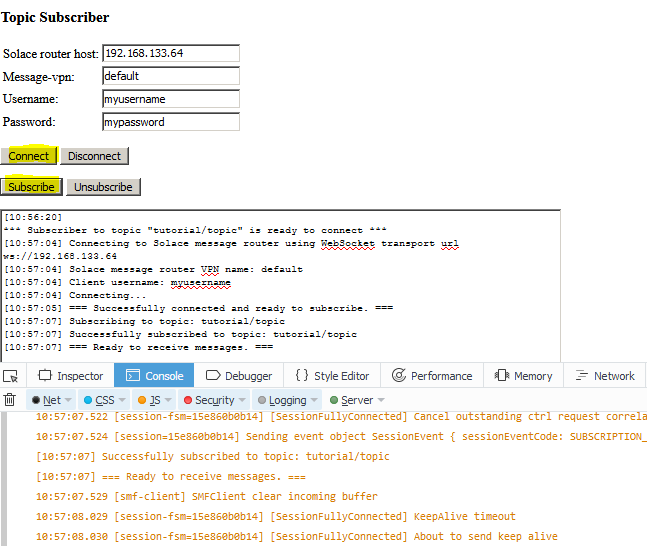 Topic Subscriber
Solace router host: 192.168.133.64
Message-vpn: default
Username: myusername
Password: mypassword
Connect Disconnect
Subscribe Unsubscribe
[10:56:20]
*** Subscriber to topic "tutorial/topic" is ready to connect ***
[10:57:04] Connecting to Solace message router using WebSocket transport url
ws://192.168.133.64
[10:57:04] Solace message router VPN name: default
[10:57:04] Client username: myusername
[10:57:04] Connecting...
[10:57:05] === Successfully connected and ready to subscribe. ===
[10:57:07] Subscribing to topic: tutorial/topic
[10:57:07] Successfully subscribed to topic: tutorial/topic
[10:57:07] === Ready to receive messages. ===
Inspector Console Debugger {} Style Editor Performance Memory Network
Net CSS JS Security Logging Server
10:57:07.522 [session-fsm=15e860b0b14] [SessionFullyConnected] Cancel outstanding ctrl request correla
10:57:07.524 [session=15e860b0b14] Sending event object SessionEvent { sessionEventCode: SUBSCRIPTION_
[10:57:07] Successfully subscribed to topic: tutorial/topic
[10:57:07] === Ready to receive messages. ===
10:57:07.529 [smf-client] SMFClient clear incoming buffer
10:57:08.029 [session-fsm=15e860b0b14] [SessionFullyConnected] KeepAlive timeout
10:57:08.030 [session-fsm=15e860b0b14] [SessionFullyConnected] About to send keep alive